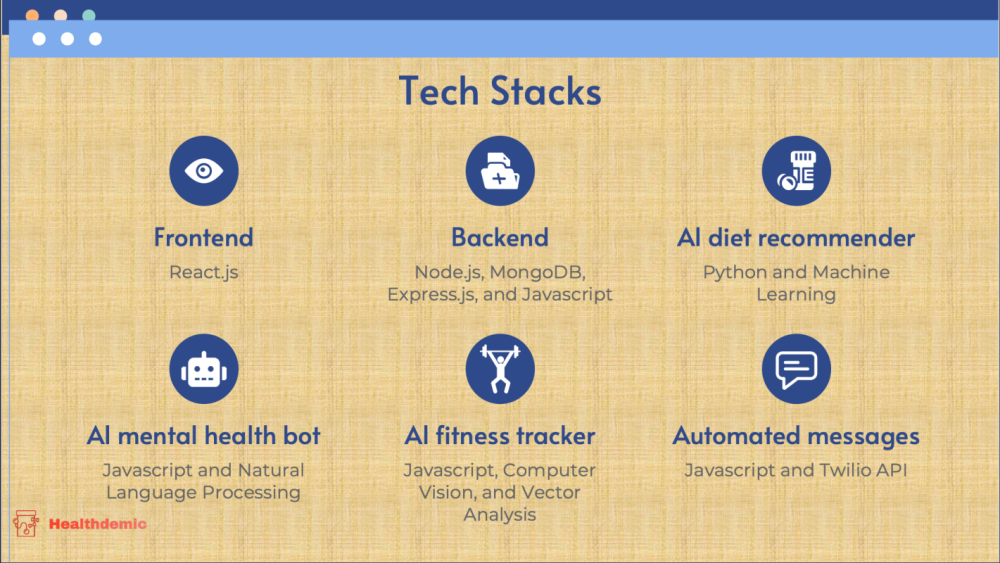 Tech Stacks
Frontend
React.js
Backend
Node.js, MongoDB,
Express.js, and Javascript
AI diet recommender
Python and Machine
Learning
AI mental health bot
Javascript and Natural
Language Processing
AI fitness tracker
Javascript, Computer
Vision, and Vector
Analysis
Automated messages
Javascript and Twilio API
Healthdemic